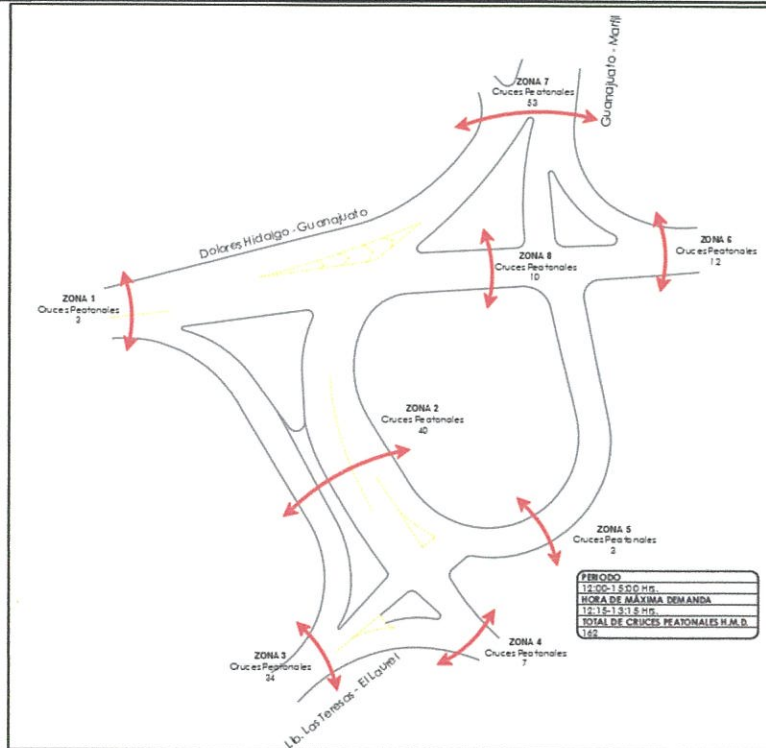 Guanajuato - Marfil
ZONA 7
Cruces Peatonales
53
Dolores Hidalgo - Guanajuato
ZONA 6
Cruces Peatonales
12
ZONA 8
Cruces Peatonales
10
ZONA 1
Cruces Peatonales
3
ZONA 2
Cruces Peatonales
40
ZONA 5
Cruces Peatonales
3
PERIODO
12:00-15:00 Hrs.
HORA DE MÁXIMA DEMANDA
12:15-13:15 Hrs.
TOTAL DE CRUCES PEATONALES H.M.D.
162
ZONA 4
Cruces Peatonales
7
ZONA 3
Cruces Peatonales
34
Lib. Las Teresas - El Laurel